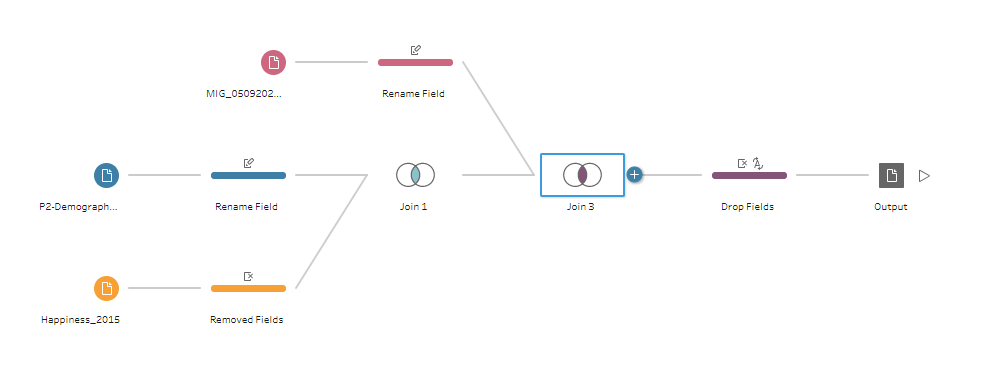 MIG_0509202...
Rename Field
P2-Demograph...
Rename Field
Join 1
Join 3
Drop Fields
Output
Happiness_2015
Removed Fields